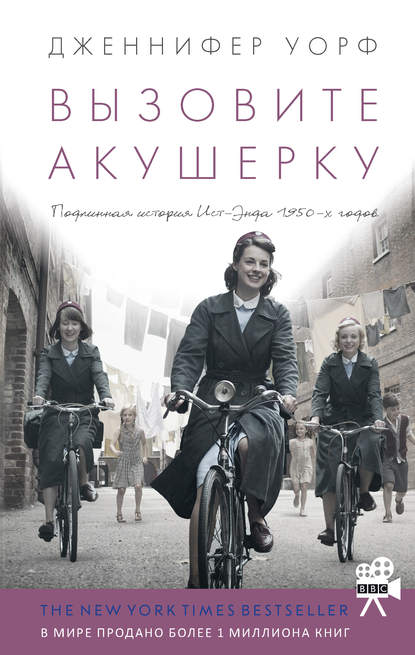 ДЖЕННИФЕР УОРФ
ВЫЗОВИТЕ
АКУШЕРКУ
Подлинная история Ист-Энда 1950-х годов
BBC
THE NEW YORK TIMES BESTSELLER
В МИРЕ ПРОДАНО БОЛЕЕ 1 МИЛЛИОНА КНИГ